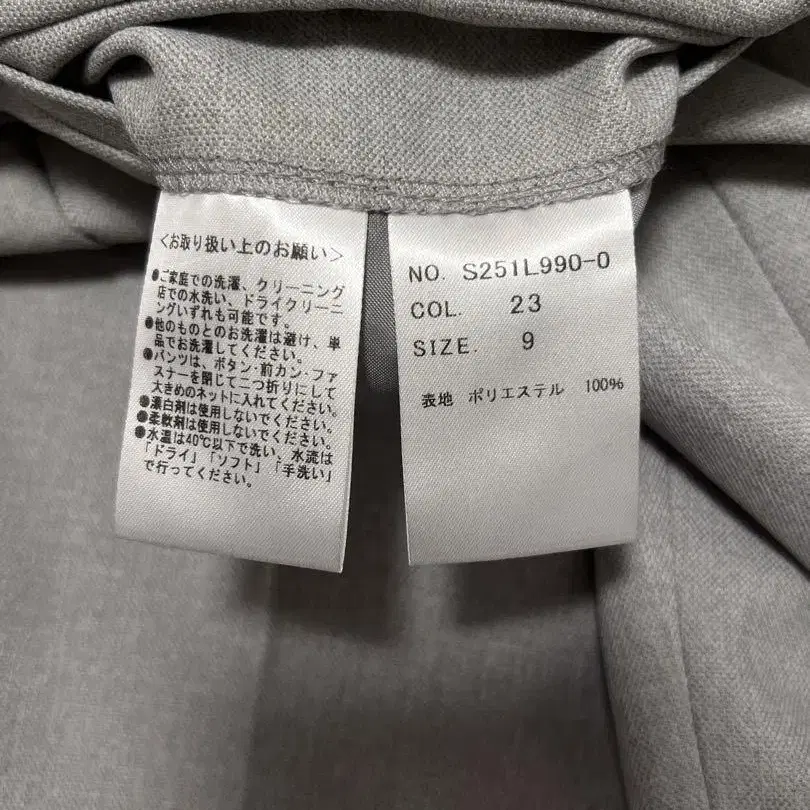 <お取り扱い上のお願い>
●ご家庭での洗濯、クリーニング
店での水洗い、ドライクリーニ
ングいずれも可能です。
●他のものとのお洗濯は避け、単
品でお洗濯してください。
●パンツは、ボタン・前カン・ファ
スナーを閉じて二つ折りにして
大きめのネットに入れてください。
●漂白剤は使用しないでください。
●柔軟剤は使用しないでください。
●水温は40℃以下で洗い、水流は
「ドライ」「ソフト」「手洗い」
で行ってください。
NO. S251L990-0
COL. 23
SIZE. 9
表地 ポリエステル 100%